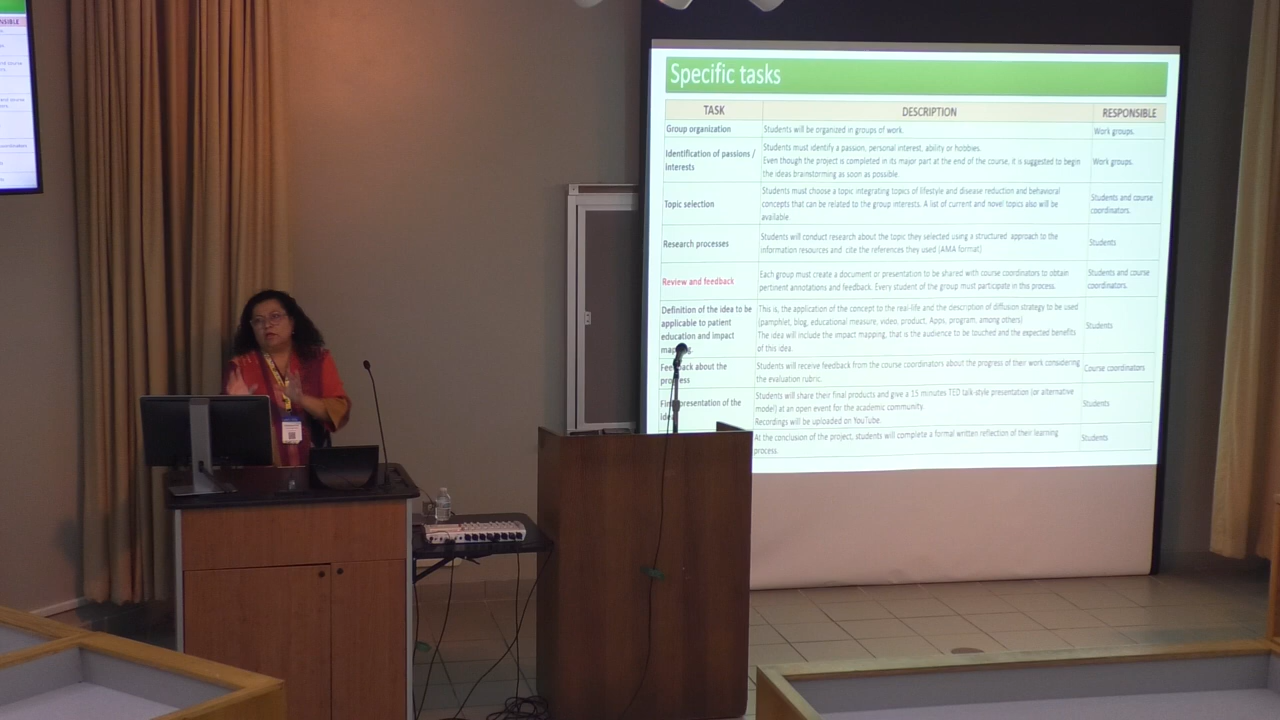 NSIBLE
Specific tasks
TASK DESCRIPTION RESPONSIBLE
Group organization Students will be organized in groups of work. Work groups.
Identification of passions / interests
Students must identify a passion, personal interest, ability or hobbies.
Even though the project is completed in its major part at the end of the course, it is suggested to begin
the ideas brainstorming as soon as possible.
Work groups.
Topic selection
Students must choose a topic integrating topics of lifestyle and disease reduction and behavioral
concepts that can be related to the group interests. A list of current and novel topics also will be
available.
Students and course
coordinators.
Research processes
Students will conduct research about the topic they selected using a structured approach to the
information resources and cite the references they used (AMA format)
Students
Review and feedback
Each group must create a document or presentation to be shared with course coordinators to obtain
pertinent annotations and feedback. Every student of the group must participate in this process.
Students and course
coordinators.
Definition of the idea to be
applicable to patient
education and impact
This is, the application of the concept to the real-life and the description of diffusion strategy to be used
(pamphlet, blog, educational measure, video, product, Apps, program, among others)
The idea will include the impact mapping, that is the audience to be touched and the expected benefits
of this idea.
Students
about the
Students will receive feedback from the course coordinators about the progress of their work considering
the evaluation rubric.
Course coordinators
presentation of the
Students will share their final products and give a 15 minutes TED talk-style presentation (or alternative
model) at an open event for the academic community.
Recordings will be uploaded on YouTube.
Students
At the conclusion of the project, students will complete a formal written reflection of their learning
process.
Students